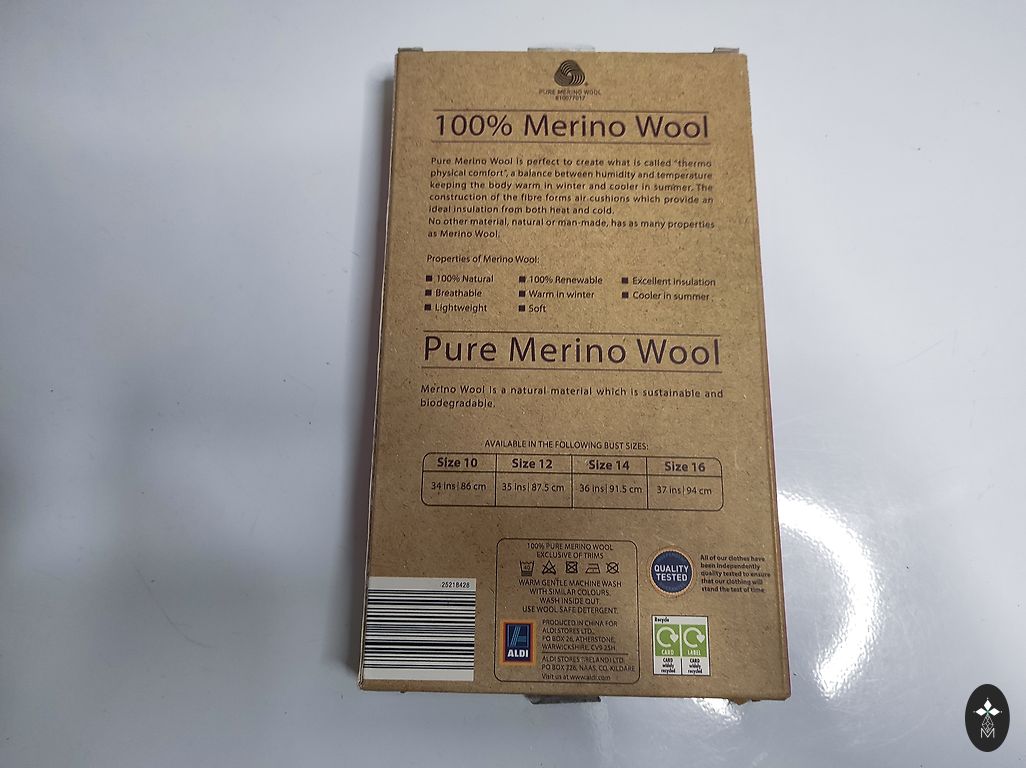 PURE MERINO WOOL
100% Merino Wool
Pure Merino Wool is perfect to create what is called "thermo
physical comfort", a balance between humidity and temperature
keeping the body warm in winter and cooler in summer. The
construction of the fibre forms air cushions which provide an
ideal insulation from both heat and cold.
No other material, natural or man-made, has as many properties
as Merino Wool.
Properties of Merino Wool:
100% Natural 100% Renewable Excellent insulation
Breathable Warm in winter Cooler in summer
Lightweight Soft
Pure Merino Wool
Merino Wool is a natural material which is sustainable and
biodegradable.
AVAILABLE IN THE FOLLOWING BUST SIZES:
Size 10 Size 12 Size 14 Size 16
34 ins|86 cm 35 ins|87.5 cm 36 ins|91.5 cm 37 ins|94 cm
100% PURE MERINO WOOL
EXCLUSIVE OF TRIMS
40
WARM GENTLE MACHINE WASH
WITH SIMILAR COLOURS.
WASH INSIDE OUT.
USE WOOL SAFE DETERGENT.
ALDI
PRODUCED IN CHINA FOR
ALDI STORES LTD.,
PO BOX 26, ATHERSTONE,
WARWICKSHIRE, CV9 2SH.
ALDI STORES (IRELAND) LTD.
PO BOX 726, NAAS, CO. KILDARE
Visit us at www.aldi.com
QUALITY
TESTED
All of our clothes have
been independently
quality tested to ensure
that our clothing will
stand the test of time
Recycle
CARD LABEL
CARD CARD
widely widely
recycled recycled
25218428
M